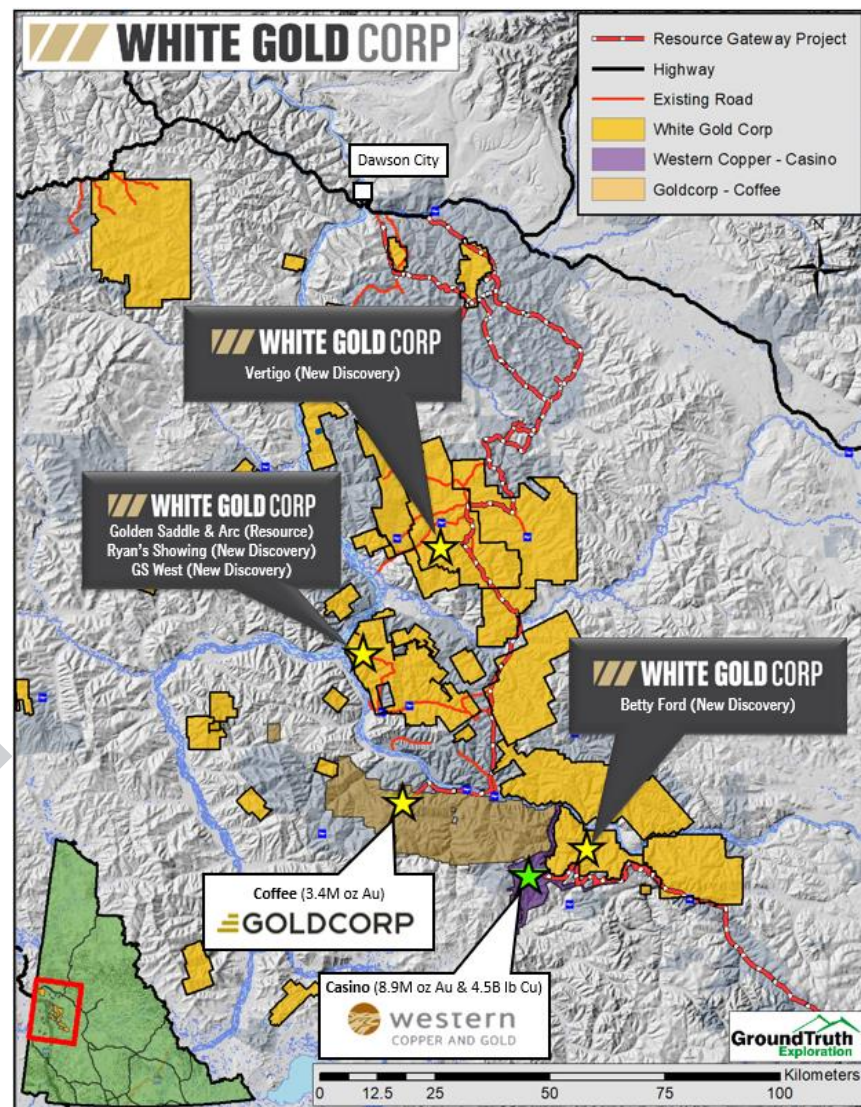 WHITE GOLD CORP
Resource Gateway Project
Highway
Existing Road
White Gold Corp
Western Copper - Casino
Goldcorp - Coffee
Dawson City
N
WHITE GOLD CORP
Vertigo (New Discovery)
WHITE GOLD CORP
Golden Saddle & Arc (Resource)
Ryan's Showing (New Discovery)
GS West (New Discovery)
WHITE GOLD CORP
Betty Ford (New Discovery)
Coffee (3.4M oz Au)
GOLDCORP
Casino (8.9M oz Au & 4.5B lb Cu)
western
COPPER AND GOLD
GroundTruth
Exploration
Kilometers
0 12.5 25 50 75 100